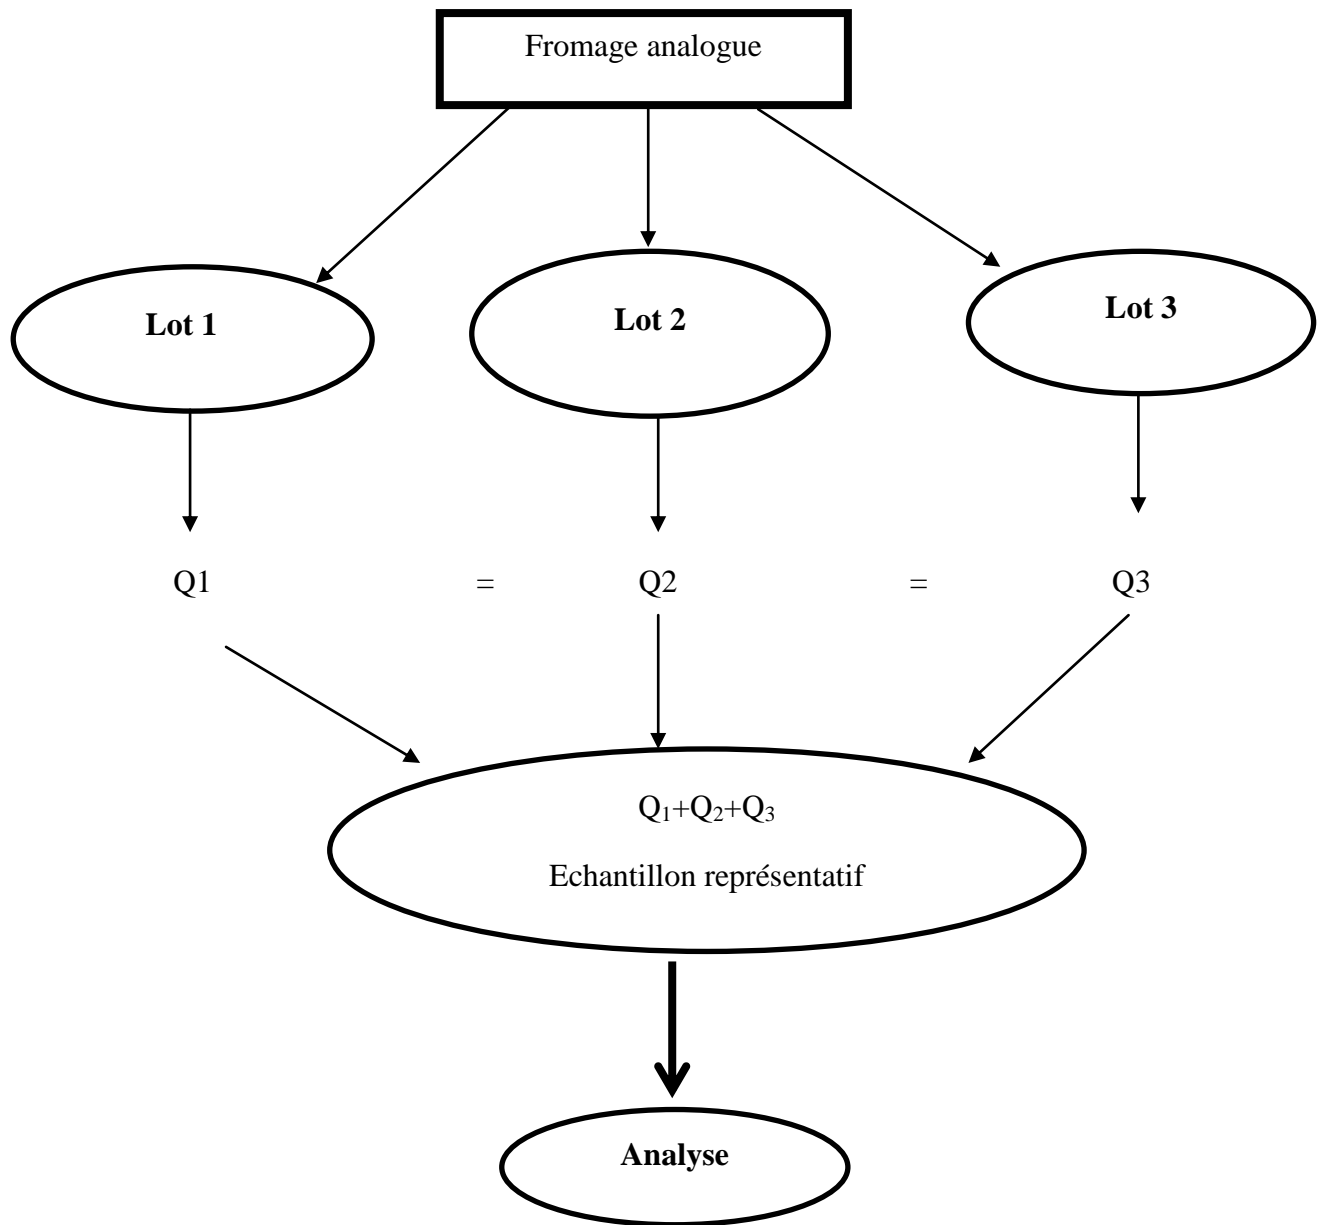 Fromage analogue
Lot 1
Lot 2
Lot 3
Q1 = Q2 = Q3
Q₁+Q₂+Q₃
Echantillon représentatif
Analyse